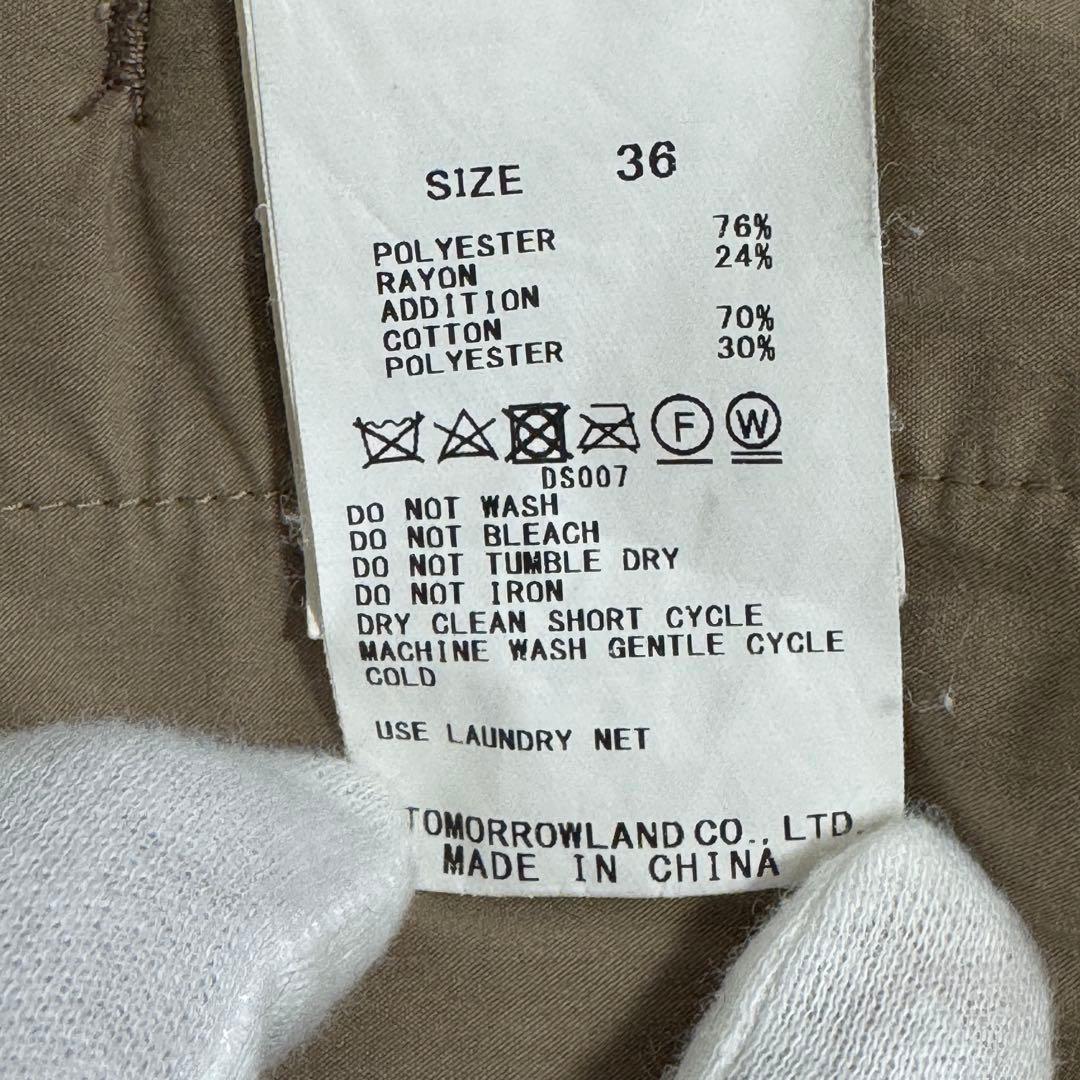 SIZE 36
POLYESTER 76%
RAYON 24%
ADDITION
COTTON 70%
POLYESTER 30%
F W
DS007
DO NOT WASH
DO NOT BLEACH
DO NOT TUMBLE DRY
DO NOT IRON
DRY CLEAN SHORT CYCLE
MACHINE WASH GENTLE CYCLE
COLD
USE LAUNDRY NET
TOMORROWLAND CO., LTD.
MADE IN CHINA